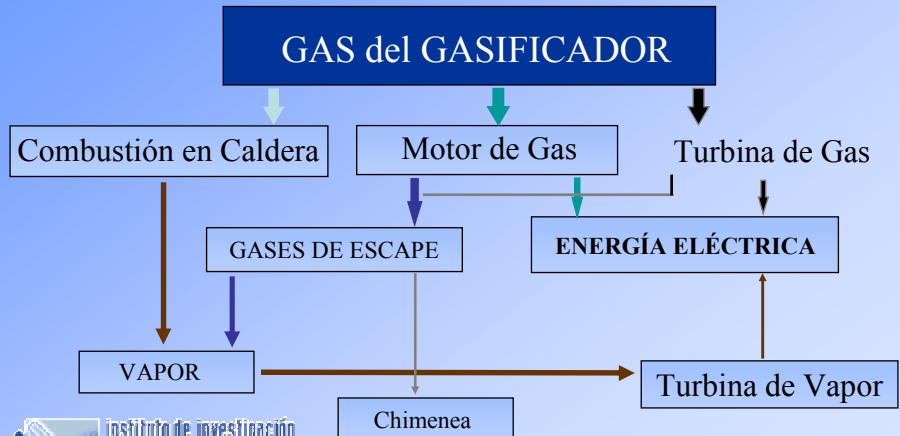 GAS del GASIFICADOR
Combustión en Caldera
Motor de Gas
Turbina de Gas
GASES DE ESCAPE
ENERGÍA ELÉCTRICA
VAPOR
Turbina de Vapor
Chimenea
instituto de investigación